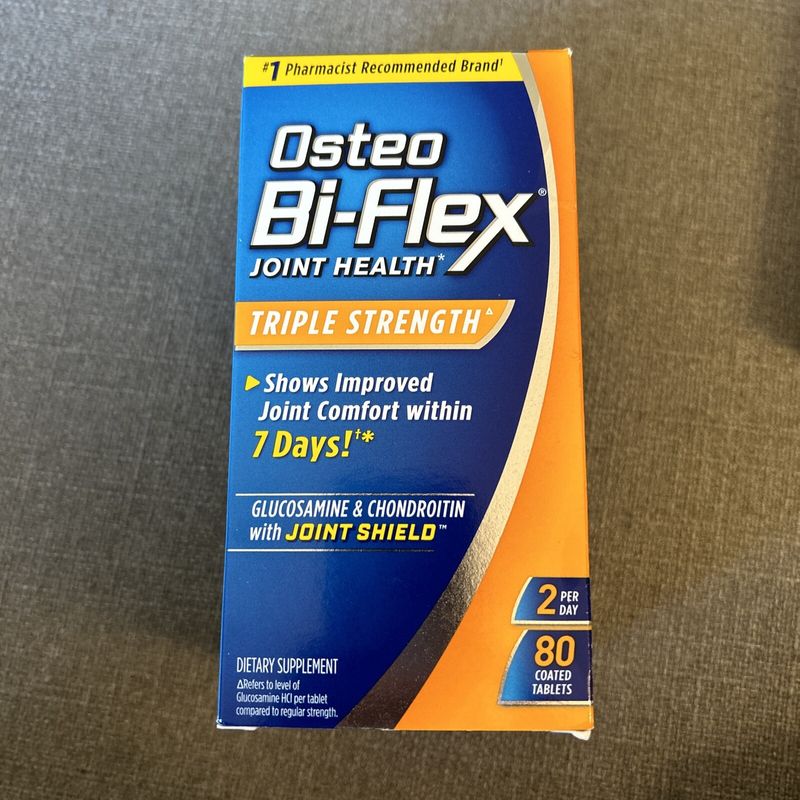 #1 Pharmacist Recommended Brand¹
Osteo
Bi-Flex®
JOINT HEALTH*
TRIPLE STRENGTH△
Shows Improved
Joint Comfort within
7 Days!†*
GLUCOSAMINE & CHONDROITIN
with JOINT SHIELD™
2 PER
DAY
80
COATED
TABLETS
DIETARY SUPPLEMENT
△Refers to level of
Glucosamine HCl per tablet
compared to regular strength.